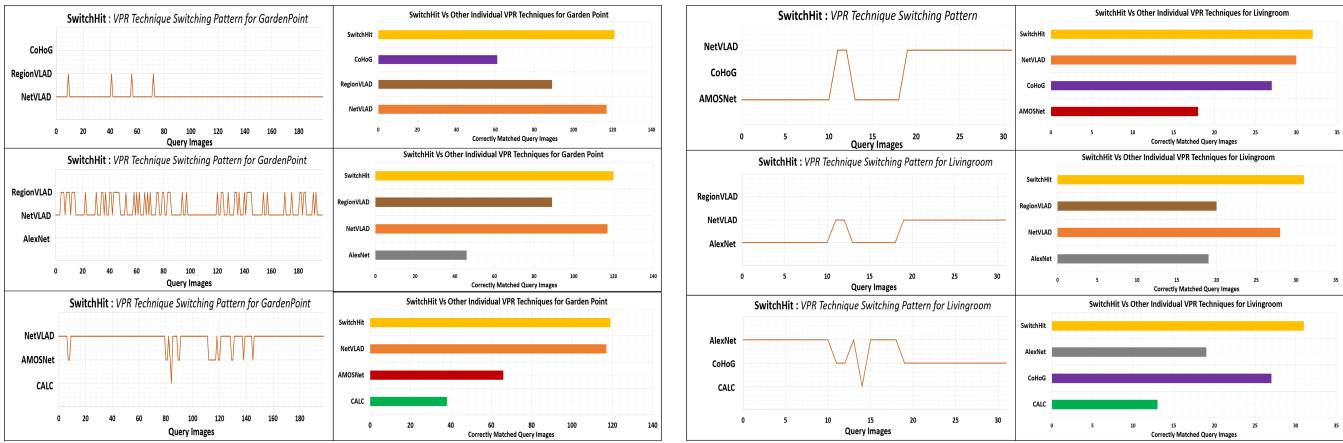 SwitchHit : VPR Technique Switching Pattern for GardenPoint
CoHoG
RegionVLAD
NetVLAD
0 20 40 60 80 100 120 140 160 180
Query Images
SwitchHit Vs Other Individual VPR Techniques for Garden Point
SwitchHit
CoHoG
RegionVLAD
NetVLAD
0 20 40 60 80 100 120 140
Correctly Matched Query Images
SwitchHit : VPR Technique Switching Pattern for GardenPoint
RegionVLAD
NetVLAD
AlexNet
0 20 40 60 80 100 120 140 160 180
Query Images
SwitchHit Vs Other Individual VPR Techniques for Garden Point
SwitchHit
RegionVLAD
NetVLAD
AlexNet
0 20 40 60 80 100 120 140
Correctly Matched Query Images
SwitchHit : VPR Technique Switching Pattern for GardenPoint
NetVLAD
AMOSNet
CALC
0 20 40 60 80 100 120 140 160 180
Query Images
SwitchHit Vs Other Individual VPR Techniques for Garden Point
SwitchHit
NetVLAD
AMOSNet
CALC
0 20 40 60 80 100 120 140 160
Correctly Matched Query Images
SwitchHit : VPR Technique Switching Pattern
NetVLAD
CoHoG
AMOSNet
0 5 10 15 20 25 30
Query Images
SwitchHit Vs Other Individual VPR Techniques for Livingroom
SwitchHit
NetVLAD
CoHoG
AMOSNet
0 5 10 15 20 25 30 35
Correctly Matched Query Images
SwitchHit : VPR Technique Switching Pattern for Livingroom
RegionVLAD
NetVLAD
AlexNet
0 5 10 15 20 25 30
Query Images
SwitchHit Vs Other Individual VPR Techniques for Livingroom
SwitchHit
RegionVLAD
NetVLAD
AlexNet
0 5 10 15 20 25 30 35
Correctly Matched Query Images
SwitchHit : VPR Technique Switching Pattern for Livingroom
AlexNet
CoHoG
CALC
0 5 10 15 20 25 30
Query Images
SwitchHit Vs Other Individual VPR Techniques for Livingroom
SwitchHit
AlexNet
CoHoG
CALC
0 5 10 15 20 25 30 35
Correctly Matched Query Images